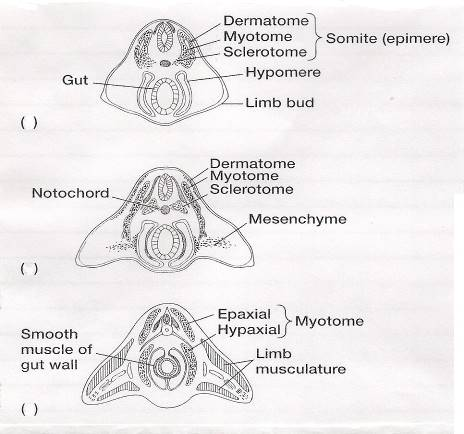 Dermatome
Myotome
Sclerotome
Somite (epimere)
Gut
Hypomere
Limb bud
( )
Dermatome
Myotome
Sclerotome
Notochord
Mesenchyme
( )
Epaxial
Hypaxial
Myotome
Smooth
muscle of
gut wall
Limb
musculature
( )